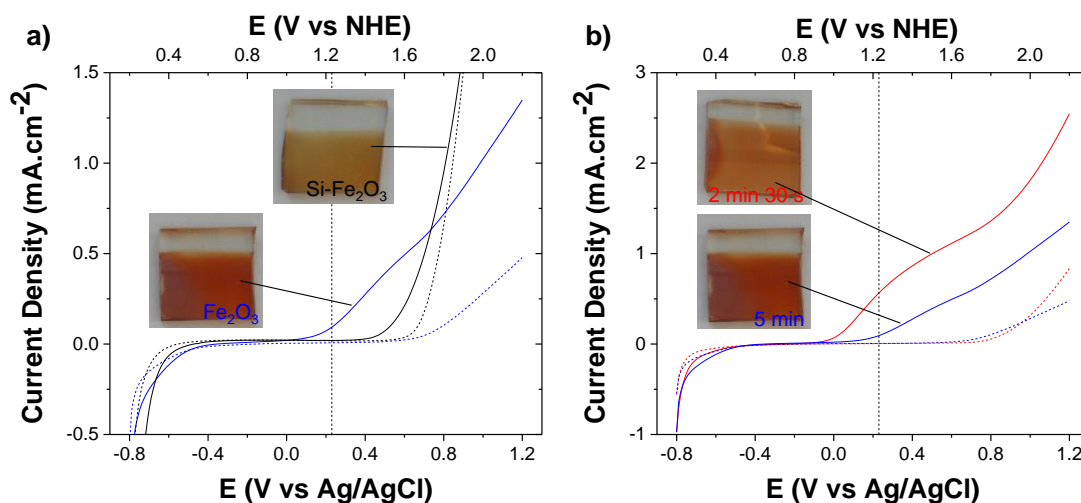 a)
E (V vs NHE)
0.4 0.8 1.2 1.6 2.0
Current Density (mA.cm⁻²)
1.5
1.0
0.5
0.0
-0.5
Si-Fe₂O₃
Fe₂O₃
-0.8 -0.4 0.0 0.4 0.8 1.2
E (V vs Ag/AgCl)
b)
E (V vs NHE)
0.4 0.8 1.2 1.6 2.0
Current Density (mA.cm⁻²)
3
2
1
0
-1
2 min 30 s
5 min
-0.8 -0.4 0.0 0.4 0.8 1.2
E (V vs Ag/AgCl)